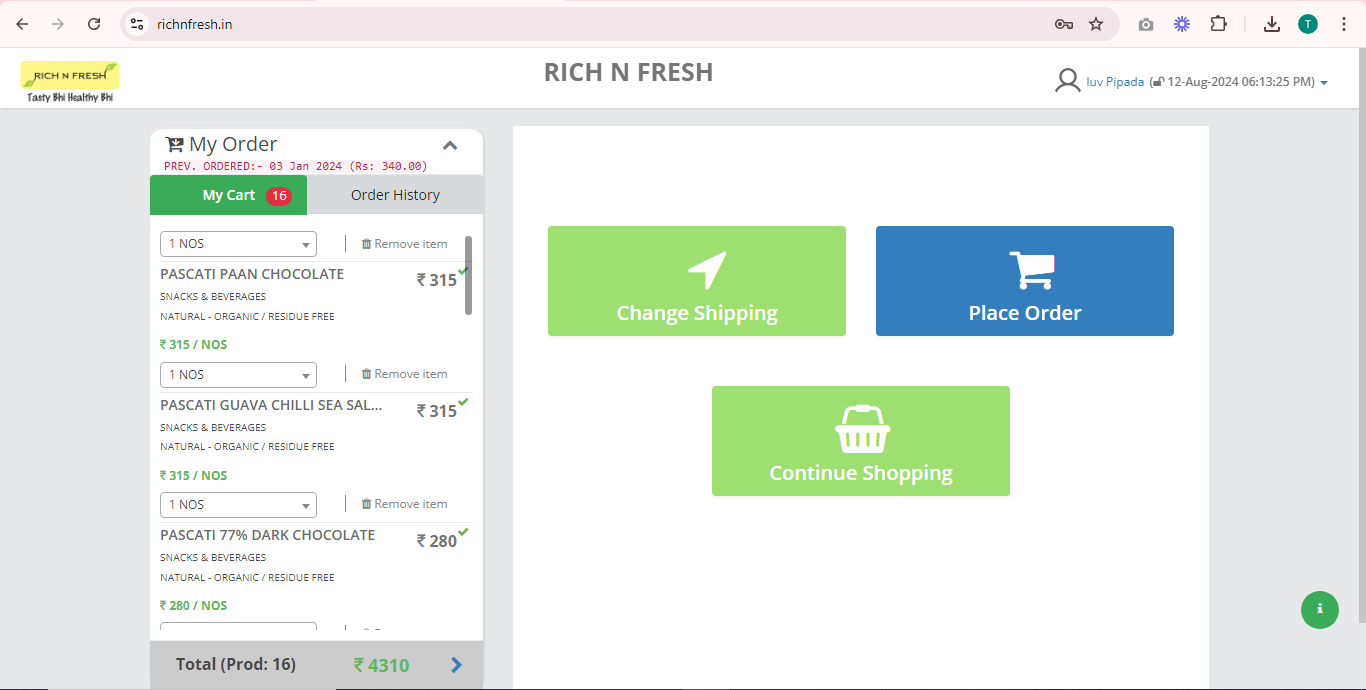 richnfresh.in
T
RICH N FRESH
Tasty Bhi Healthy Bhi
RICH N FRESH
luv Pipada ( 12-Aug-2024 06:13:25 PM)
My Order
PREV. ORDERED:- 03 Jan 2024 (Rs: 340.00)
My Cart 16
Order History
1 NOS
Remove item
PASCATI PAAN CHOCOLATE
₹ 315
SNACKS & BEVERAGES
NATURAL - ORGANIC / RESIDUE FREE
₹ 315 / NOS
1 NOS
Remove item
PASCATI GUAVA CHILLI SEA SAL...
₹ 315
SNACKS & BEVERAGES
NATURAL - ORGANIC / RESIDUE FREE
₹ 315 / NOS
1 NOS
Remove item
PASCATI 77% DARK CHOCOLATE
₹ 280
SNACKS & BEVERAGES
NATURAL - ORGANIC / RESIDUE FREE
₹ 280 / NOS
Total (Prod: 16) ₹ 4310
Change Shipping
Place Order
Continue Shopping
i